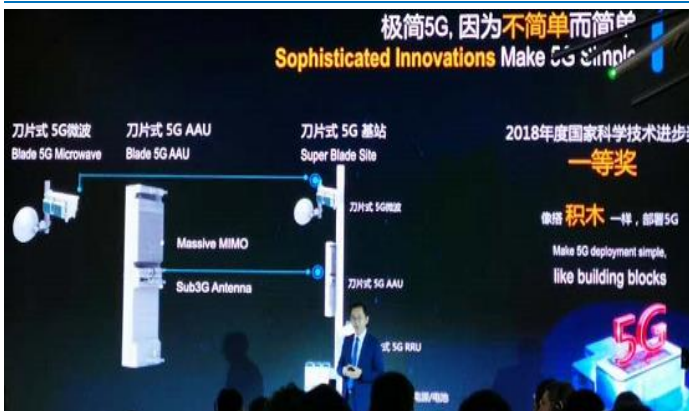 极简5G, 因为不简单而简单
Sophisticated Innovations Make 5G Simple
刀片式 5G微波
Blade 5G Microwave
刀片式 5G AAU
Blade 5G AAU
刀片式 5G 基站
Super Blade Site
2018年度国家科学技术进步
一等奖
刀片式 5G微波
像搭 积木 一样，部署5G
Massive MIMO
Make 5G deployment simple,
like building blocks
Sub3G Antenna
刀片式 5G AAU
5G
式 5G RRU
电源/电池